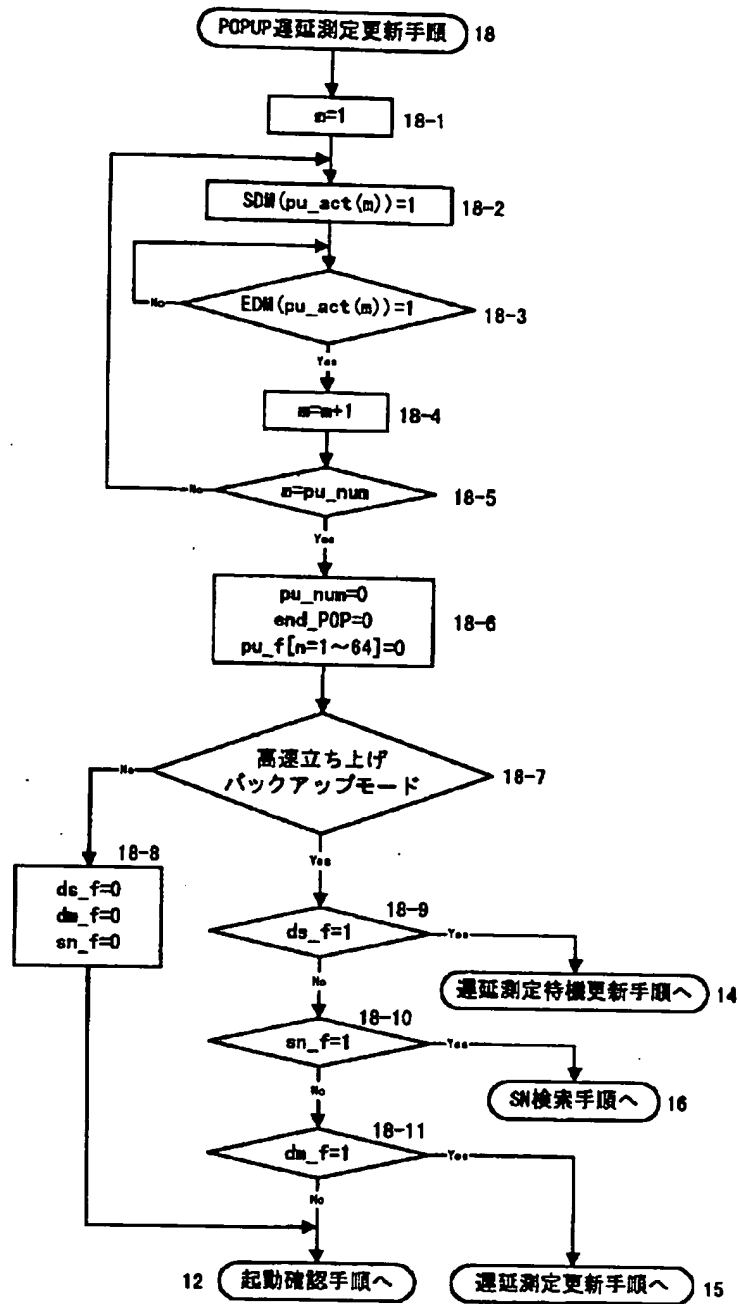 POPUP遅延測定更新手順 18
m=1 18-1
SDM(pu_act(m))=1 18-2
No EDM(pu_act(m))=1 18-3
Yes
m=m+1 18-4
No m=pu_num 18-5
Yes
pu_num=0
end_POP=0
pu_f[n=1～64]=0
18-6
高速立ち上げ
バックアップモード
18-7
No
Yes
18-8
ds_f=0
dm_f=0
sn_f=0
18-9
ds_f=1 Yes
No
遅延測定待機更新手順へ 14
18-10
sn_f=1 Yes
No
SN検索手順へ 16
18-11
dm_f=1 Yes
No
12 起動確認手順へ
遅延測定更新手順へ 15